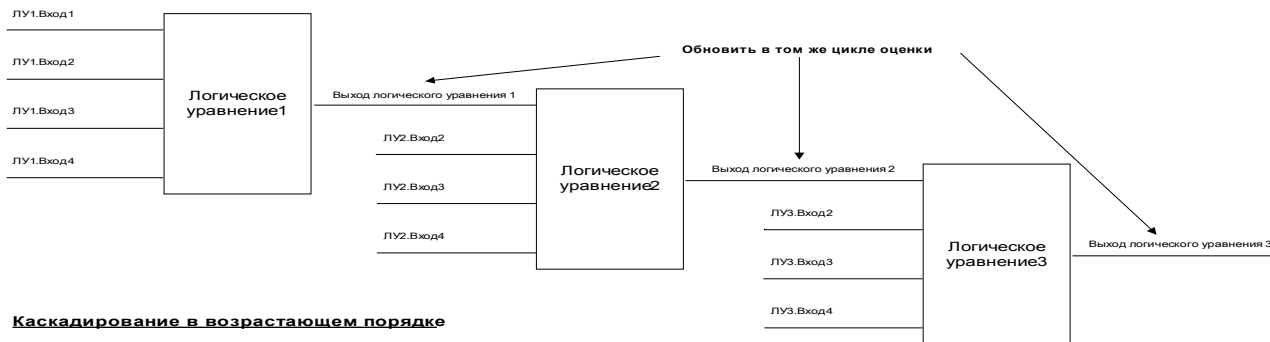 ЛУ1.Вход1
ЛУ1.Вход2
ЛУ1.Вход3
ЛУ1.Вход4
Логическое
уравнение1
Обновить в том же цикле оценки
Выход логического уравнения 1
ЛУ2.Вход2
ЛУ2.Вход3
ЛУ2.Вход4
Логическое
уравнение2
Выход логического уравнения 2
ЛУ3.Вход2
ЛУ3.Вход3
ЛУ3.Вход4
Логическое
уравнение3
Выход логического уравнения 3
Каскадирование в возрастающем порядке